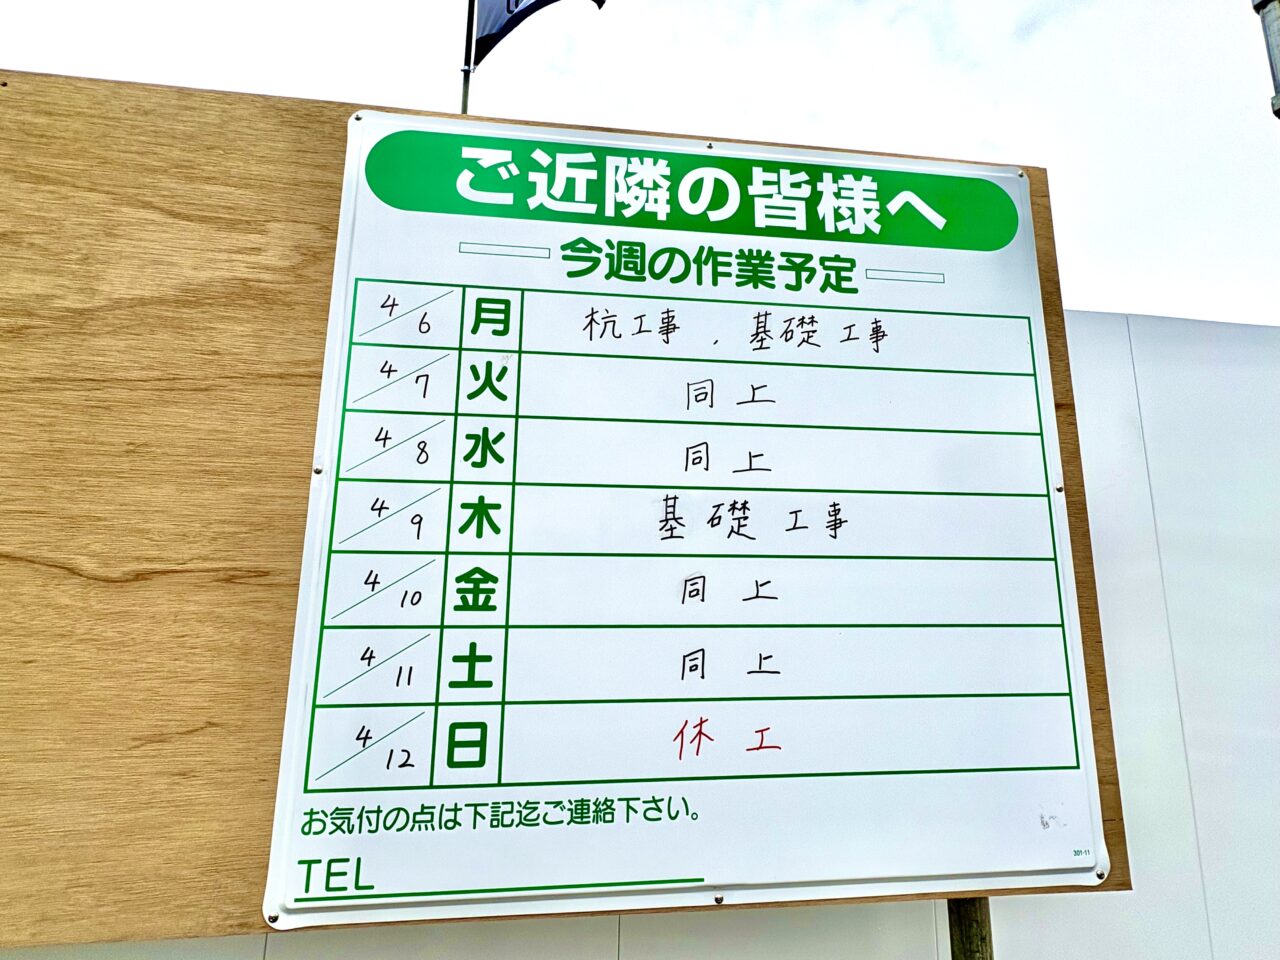 ご近隣の皆様へ
今週の作業予定
4/6 月 杭工事、基礎工事
4/7 火 同上
4/8 水 同上
4/9 木 基礎工事
4/10 金 同上
4/11 土 同上
4/12 日 休工
お気付の点は下記迄ご連絡下さい。
TEL
301-11